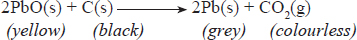 2PbO(s) + C(s) ⟶ 2Pb(s) + CO₂(g)
(yellow) (black) (grey) (colourless)